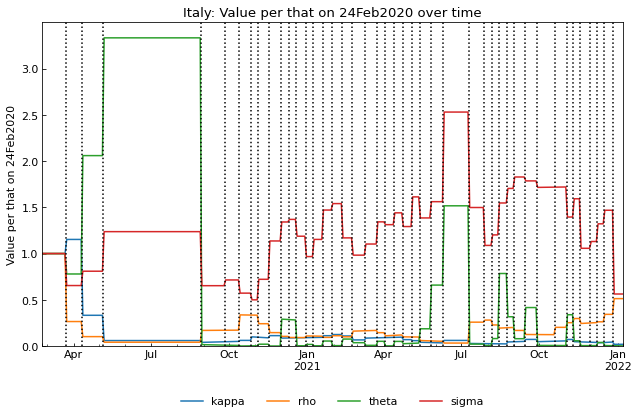 Italy: Value per that on 24Feb2020 over time
Value per that on 24Feb2020
3.0
2.5
2.0
1.5
1.0
0.5
0.0
Apr Jul Oct Jan Apr Jul Oct Jan
2021 2022
kappa rho theta sigma